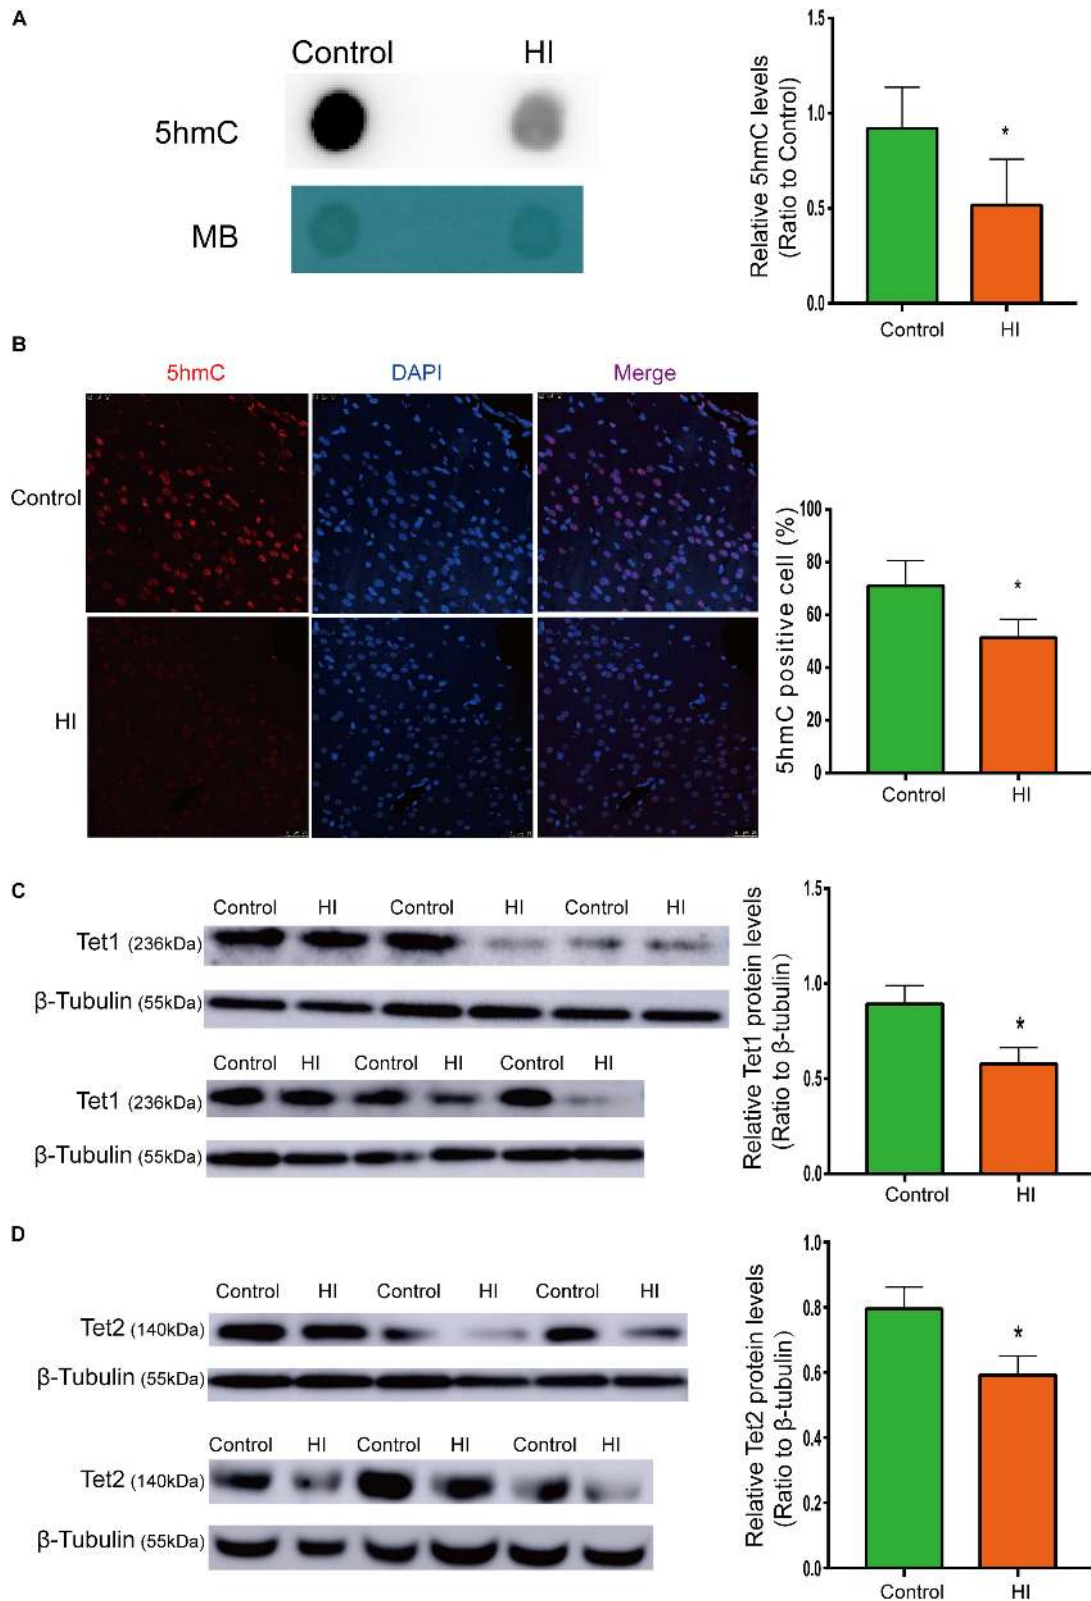 A
Control HI
5hmC
MB
Relative 5hmC levels
(Ratio to Control)
1.5
1.0
0.5
0.0
*
Control HI
B
5hmC DAPI Merge
Control
HI
5hmC positive cell (%)
100
80
60
40
20
0
*
Control HI
C
Control HI Control HI Control HI
Tet1 (236kDa)
β-Tubulin (55kDa)
Control HI Control HI Control HI
Tet1 (236kDa)
β-Tubulin (55kDa)
Relative Tet1 protein levels
(Ratio to β-tubulin)
1.5
1.0
0.5
0.0
*
Control HI
D
Control HI Control HI Control HI
Tet2 (140kDa)
β-Tubulin (55kDa)
Control HI Control HI Control HI
Tet2 (140kDa)
β-Tubulin (55kDa)
Relative Tet2 protein levels
(Ratio to β-tubulin)
1.0
0.8
0.6
0.4
0.2
0.0
*
Control HI